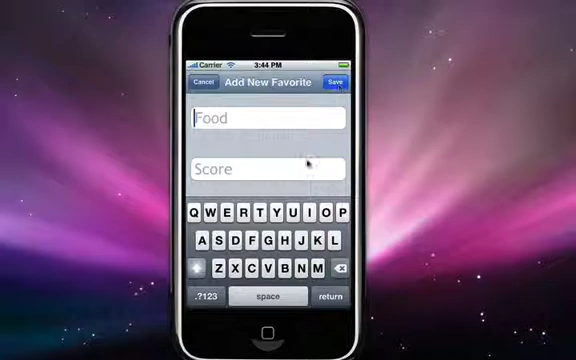 Carrier 3:44 PM
Cancel Add New Favorite Save
Food
Score
Q W E R T Y U I O P
A S D F G H J K L
Z X C V B N M
.?123 space return